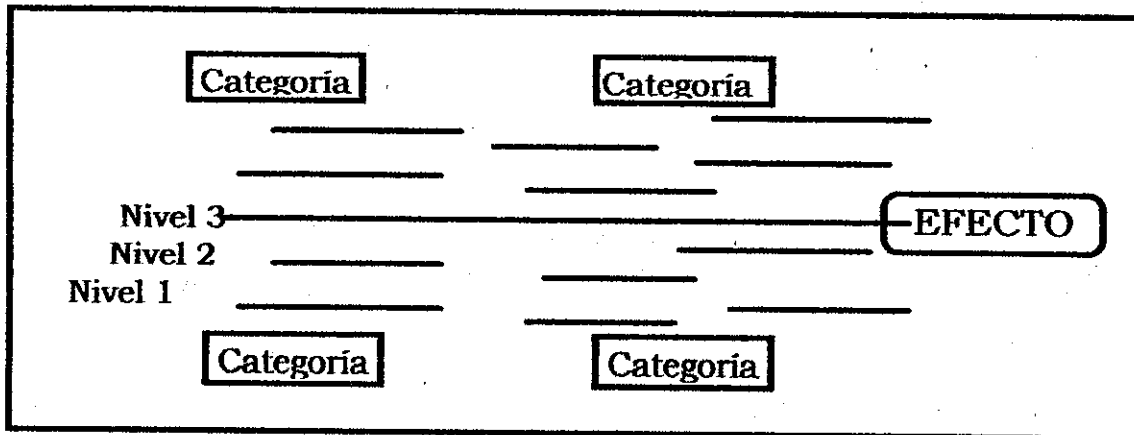 Categoría
Categoría
Nivel 3
EFECTO
Nivel 2
Nivel 1
Categoría
Categoría